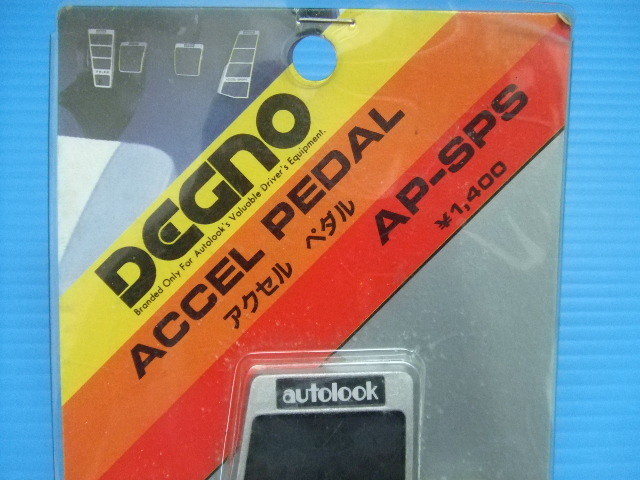 DEGNO
Branded Only For Autolook's Valuable Driver's Equipment.
ACCEL PEDAL
アクセル ペダル
AP-SPS
¥1,400
autolook